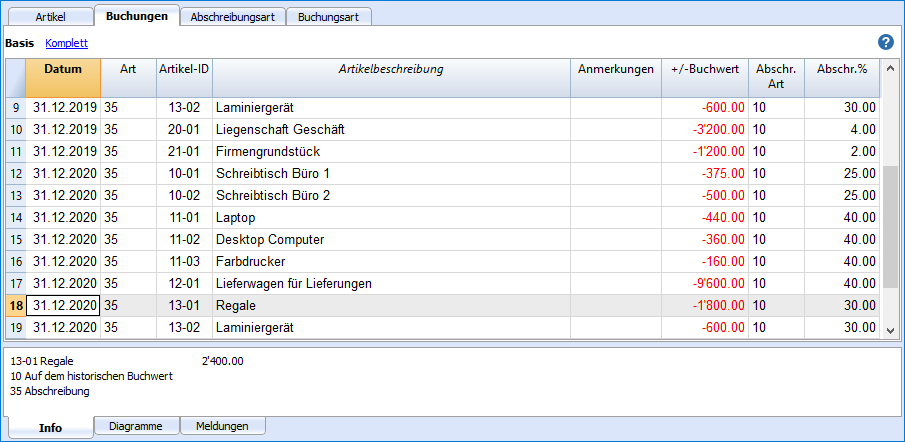 Artikel Buchungen Abschreibungsart Buchungsart
Basis Komplett ?
Datum Art Artikel-ID Artikelbeschreibung Anmerkungen +/-Buchwert Abschr. Art Abschr.%
9 31.12.2019 35 13-02 Laminiergerät -600.00 10 30.00
10 31.12.2019 35 20-01 Liegenschaft Geschäft -3'200.00 10 4.00
11 31.12.2019 35 21-01 Firmengrundstück -1'200.00 10 2.00
12 31.12.2020 35 10-01 Schreibtisch Büro 1 -375.00 10 25.00
13 31.12.2020 35 10-02 Schreibtisch Büro 2 -500.00 10 25.00
14 31.12.2020 35 11-01 Laptop -440.00 10 40.00
15 31.12.2020 35 11-02 Desktop Computer -360.00 10 40.00
16 31.12.2020 35 11-03 Farbdrucker -160.00 10 40.00
17 31.12.2020 35 12-01 Lieferwagen für Lieferungen -9'600.00 10 40.00
18 31.12.2020 35 13-01 Regale -1'800.00 10 30.00
19 31.12.2020 35 13-02 Laminiergerät -600.00 10 30.00
13-01 Regale 2'400.00
10 Auf dem historischen Buchwert
35 Abschreibung
Info Diagramme Meldungen